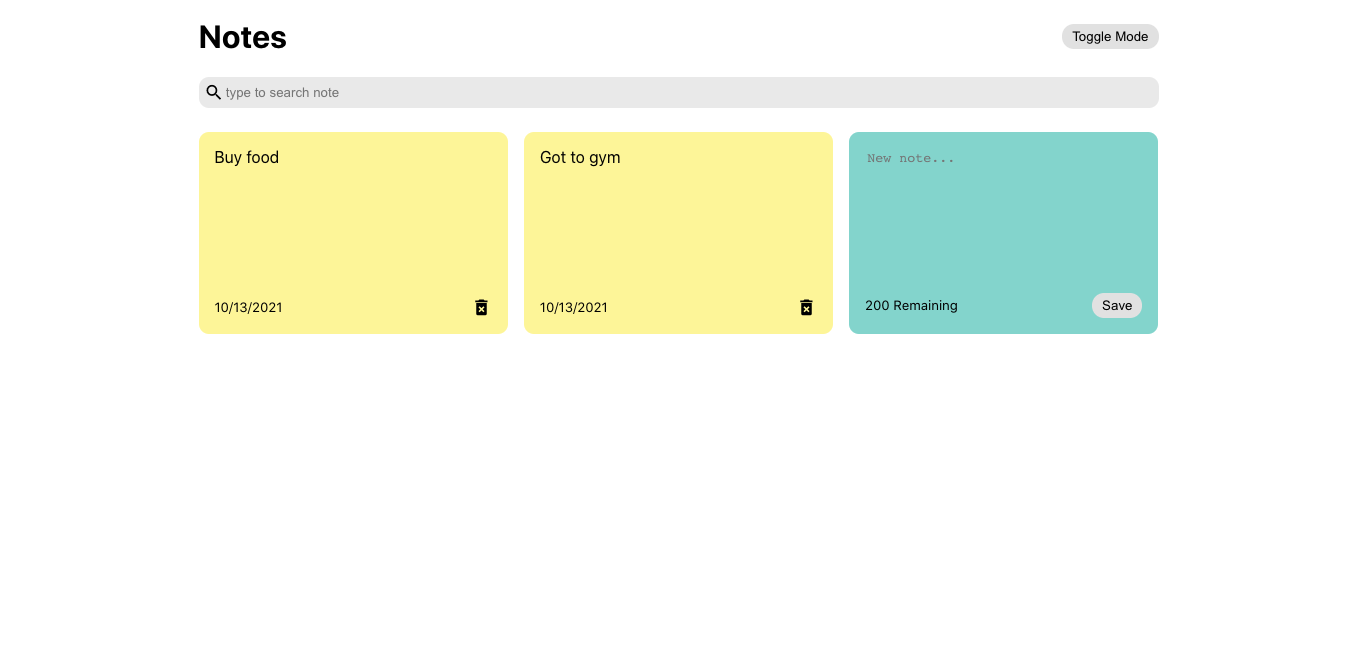 Notes
Toggle Mode
type to search note
Buy food
10/13/2021
Got to gym
10/13/2021
New note...
200 Remaining
Save